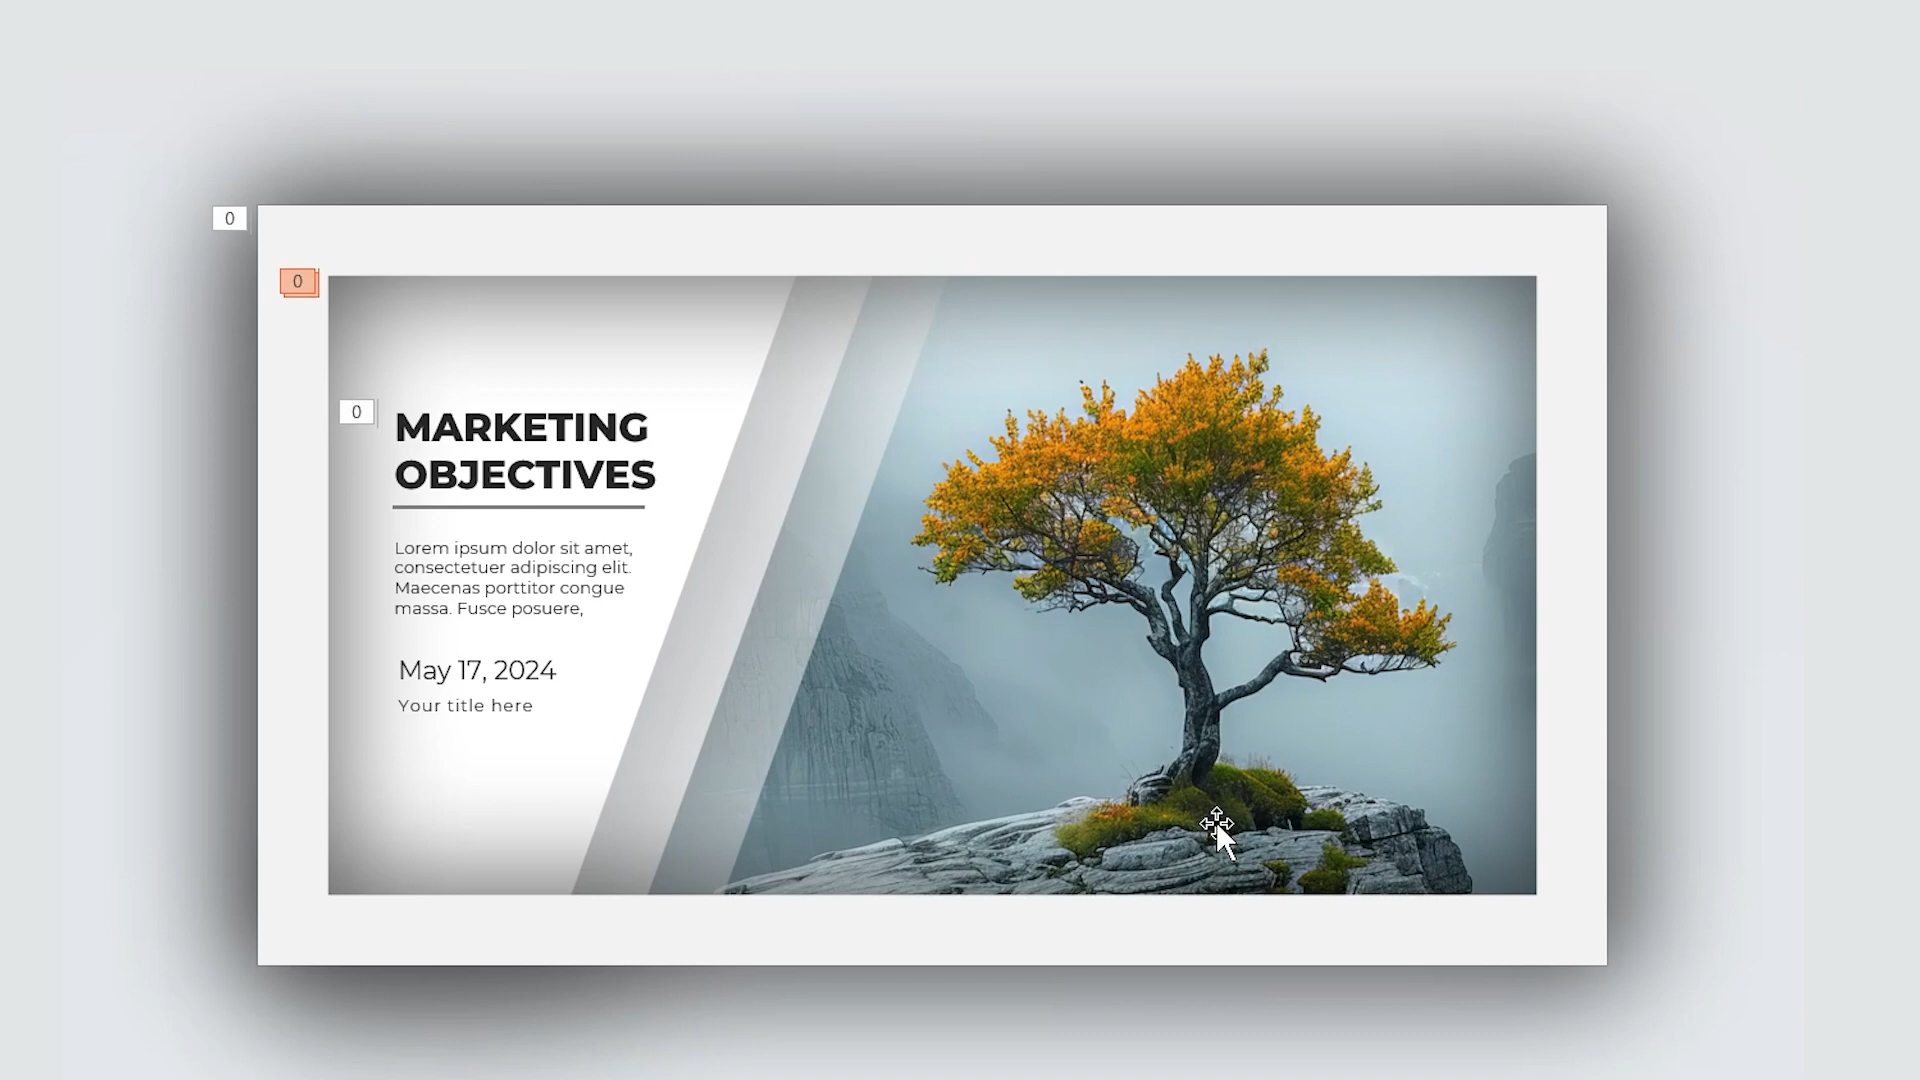 0
0
0
MARKETING
OBJECTIVES
Lorem ipsum dolor sit amet,
consectetuer adipiscing elit.
Maecenas porttitor congue
massa. Fusce posuere,
May 17, 2024
Your title here